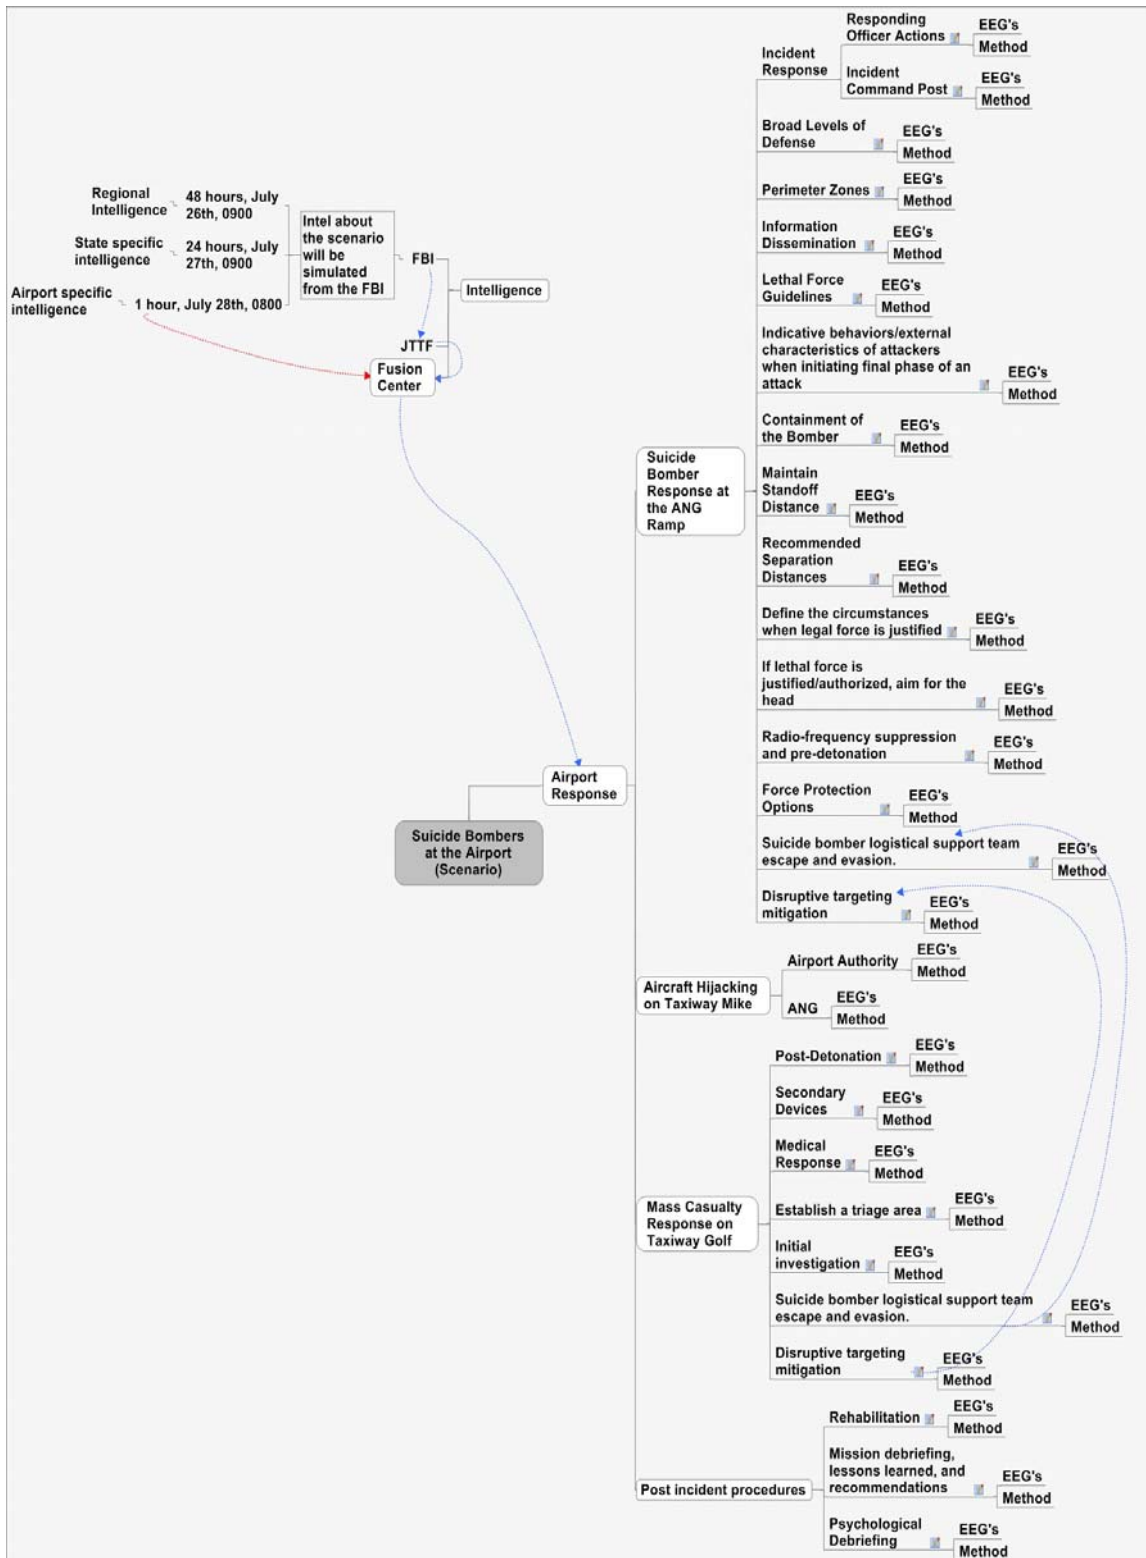 Regional
Intelligence
48 hours, July
26th, 0900
State specific
intelligence
24 hours, July
27th, 0900
Airport specific
intelligence
1 hour, July 28th, 0800
Intel about
the scenario
will be
simulated
from the FBI
FBI
Intelligence
JTTF
Fusion
Center
Airport
Response
Suicide Bombers
at the Airport
(Scenario)
Suicide
Bomber
Response at
the ANG
Ramp
Incident
Response
Responding
Officer Actions
EEG's
Method
Incident
Command Post
EEG's
Method
Broad Levels of
Defense
EEG's
Method
Perimeter Zones
EEG's
Method
Information
Dissemination
EEG's
Method
Lethal Force
Guidelines
EEG's
Method
Indicative behaviors/external
characteristics of attackers
when initiating final phase of an
attack
EEG's
Method
Containment of
the Bomber
EEG's
Method
Maintain
Standoff
Distance
EEG's
Method
Recommended
Separation
Distances
EEG's
Method
Define the circumstances
when legal force is justified
EEG's
Method
If lethal force is
justified/authorized, aim for the
head
EEG's
Method
Radio-frequency suppression
and pre-detonation
EEG's
Method
Force Protection
Options
EEG's
Method
Suicide bomber logistical support team
escape and evasion.
EEG's
Method
Disruptive targeting
mitigation
EEG's
Method
Aircraft Hijacking
on Taxiway Mike
Airport Authority
EEG's
Method
ANG
EEG's
Method
Mass Casualty
Response on
Taxiway Golf
Post-Detonation
EEG's
Method
Secondary
Devices
EEG's
Method
Medical
Response
EEG's
Method
Establish a triage area
EEG's
Method
Initial
investigation
EEG's
Method
Suicide bomber logistical support team
escape and evasion.
EEG's
Method
Disruptive targeting
mitigation
EEG's
Method
Post incident procedures
Rehabilitation
EEG's
Method
Mission debriefing,
lessons learned, and
recommendations
EEG's
Method
Psychological
Debriefing
EEG's
Method